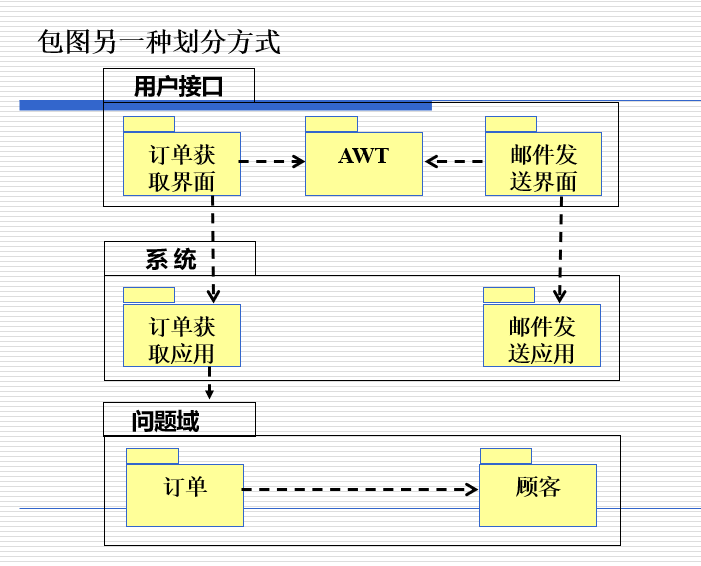 包图另一种划分方式
用户接口
订单获
取界面
AWT
邮件发
送界面
系 统
订单获
取应用
邮件发
送应用
问题域
订单
顾客